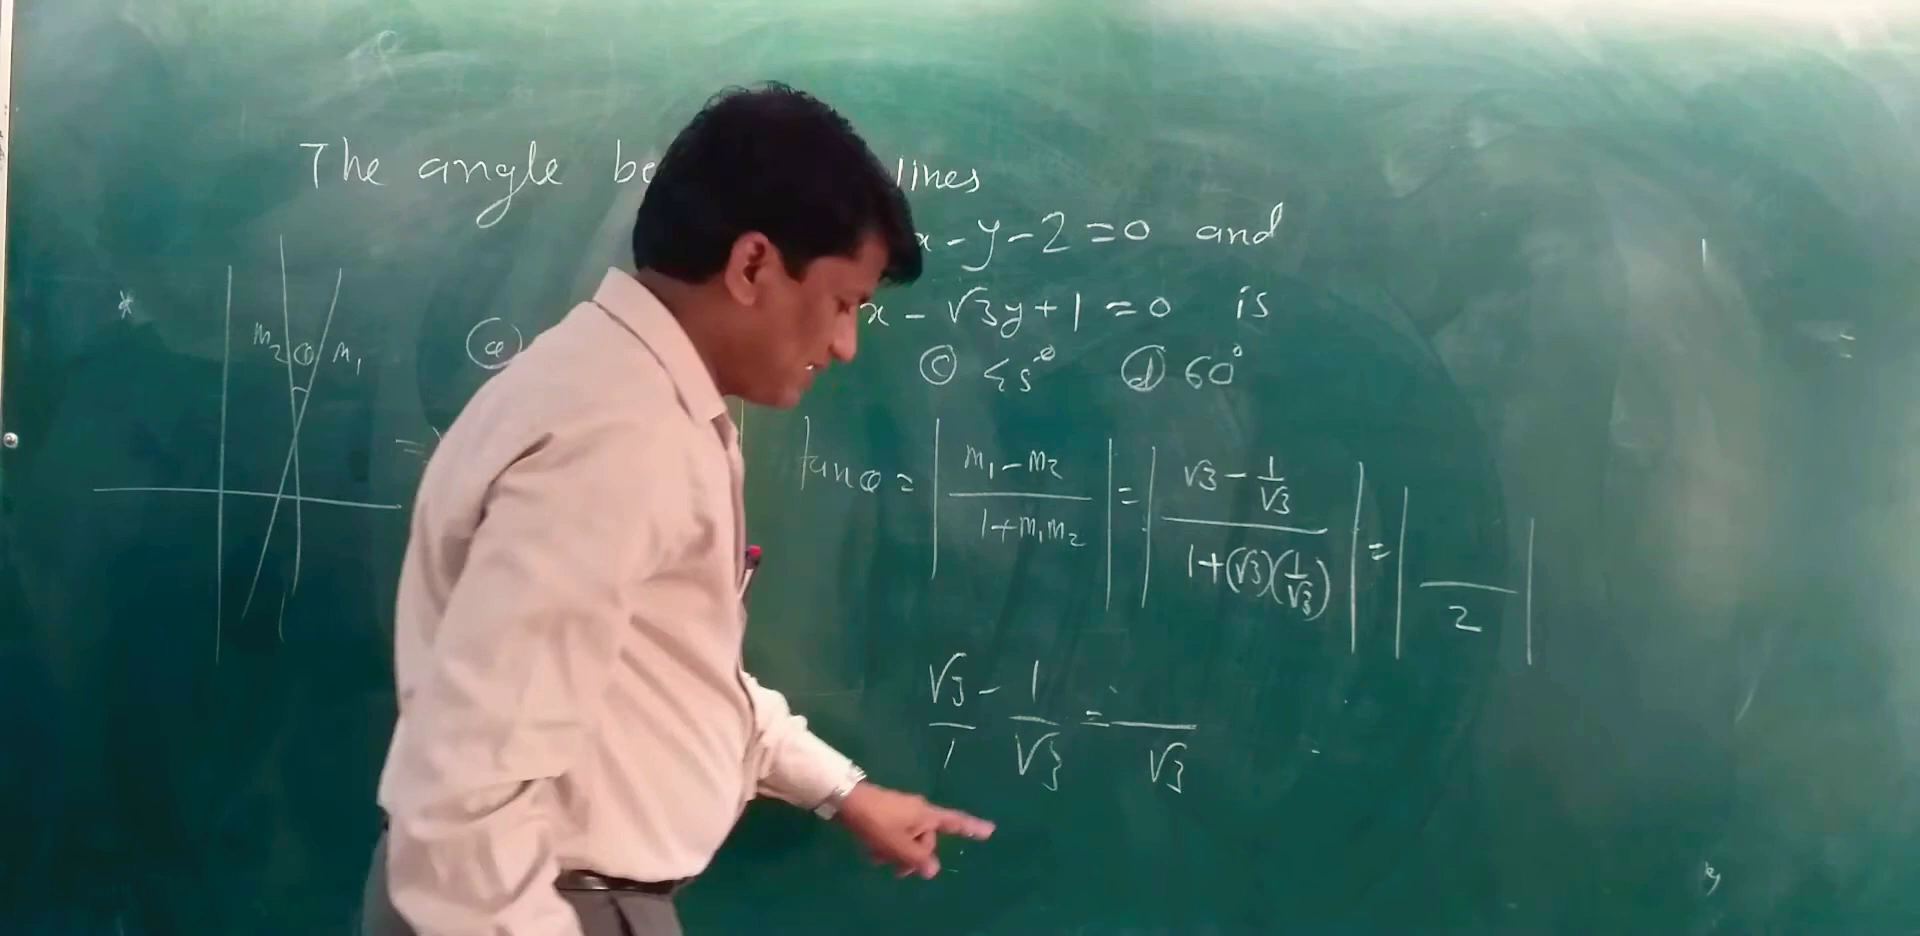 The angle be lines
x - y - 2 = 0 and
x - √3y + 1 = 0 is
* m₂ θ m₁ ⓐ ⓒ 45° ⓓ 60°
=
tanθ = | (m₁ - m₂)/(1 + m₁m₂) | = | (√3 - 1/√3)/(1 + (√3)(1/√3)) | = | /2 |
√3/1 - 1/√3 = /√3